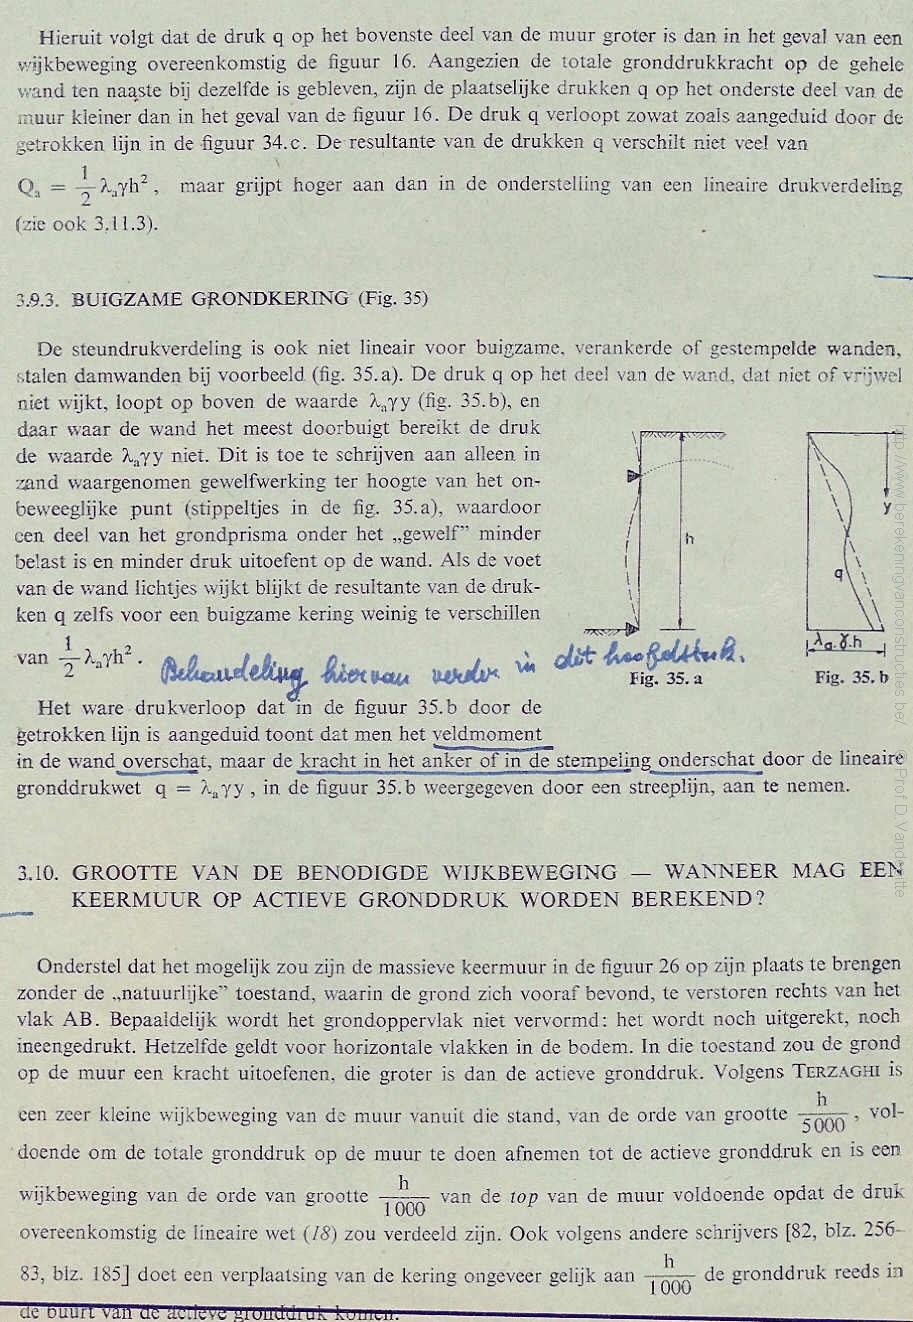 Hieruit volgt dat de druk q op het bovenste deel van de muur groter is dan in het geval van een
wijkbeweging overeenkomstig de figuur 16. Aangezien de totale gronddrukkracht op de gehele
wand ten naaste bij dezelfde is gebleven, zijn de plaatselijke drukken q op het onderste deel van de
muur kleiner dan in het geval van de figuur 16. De druk q verloopt zowat zoals aangeduid door de
getrokken lijn in de figuur 34.c. De resultante van de drukken q verschilt niet veel van
Qₐ = 1/2 λₐγh², maar grijpt hoger aan dan in de onderstelling van een lineaire drukverdeling
(zie ook 3.11.3).
3.9.3. BUIGZAME GRONDKERING (Fig. 35)
De steundrukverdeling is ook niet lineair voor buigzame, verankerde of gestempelde wanden,
stalen damwanden bij voorbeeld (fig. 35.a). De druk q op het deel van de wand, dat niet of vrijwel
niet wijkt, loopt op boven de waarde λₐγy (fig. 35.b), en
daar waar de wand het meest doorbuigt bereikt de druk
de waarde λₐγy niet. Dit is toe te schrijven aan alleen in
zand waargenomen gewelfwerking ter hoogte van het on-
beweeglijke punt (stippeltjes in de fig. 35.a), waardoor
een deel van het grondprisma onder het „gewelf” minder
belast is en minder druk uitoefent op de wand. Als de voet
van de wand lichtjes wijkt blijkt de resultante van de druk-
ken q zelfs voor een buigzame kering weinig te verschillen
van 1/2 λₐγh².
Behandeling hiervan verder in dit hoofdstuk.
h
y
q
λa.γ.h
Fig. 35. a
Fig. 35. b
Het ware drukverloop dat in de figuur 35.b door de
getrokken lijn is aangeduid toont dat men het veldmoment
in de wand overschat, maar de kracht in het anker of in de stempeling onderschat door de lineaire
gronddrukwet q = λₐγy, in de figuur 35.b weergegeven door een streeplijn, aan te nemen.
3.10. GROOTTE VAN DE BENODIGDE WIJKBEWEGING — WANNEER MAG EEN
KEERMUUR OP ACTIEVE GRONDDRUK WORDEN BEREKEND?
Onderstel dat het mogelijk zou zijn de massieve keermuur in de figuur 26 op zijn plaats te brengen
zonder de „natuurlijke” toestand, waarin de grond zich vooraf bevond, te verstoren rechts van het
vlak AB. Bepaaldelijk wordt het grondoppervlak niet vervormd: het wordt noch uitgerekt, noch
ineengedrukt. Hetzelfde geldt voor horizontale vlakken in de bodem. In die toestand zou de grond
op de muur een kracht uitoefenen, die groter is dan de actieve gronddruk. Volgens TERZAGHI is
een zeer kleine wijkbeweging van de muur vanuit die stand, van de orde van grootte h/5000, vol-
doende om de totale gronddruk op de muur te doen afnemen tot de actieve gronddruk en is een
wijkbeweging van de orde van grootte h/1000 van de top van de muur voldoende opdat de druk
overeenkomstig de lineaire wet (18) zou verdeeld zijn. Ook volgens andere schrijvers [82, blz. 256-
83, blz. 185] doet een verplaatsing van de kering ongeveer gelijk aan h/1000 de gronddruk reeds in
de buurt van de actieve gronddruk komen.
http://www.berekeningvanconstructies.be/ © Prof D. Vandepitte